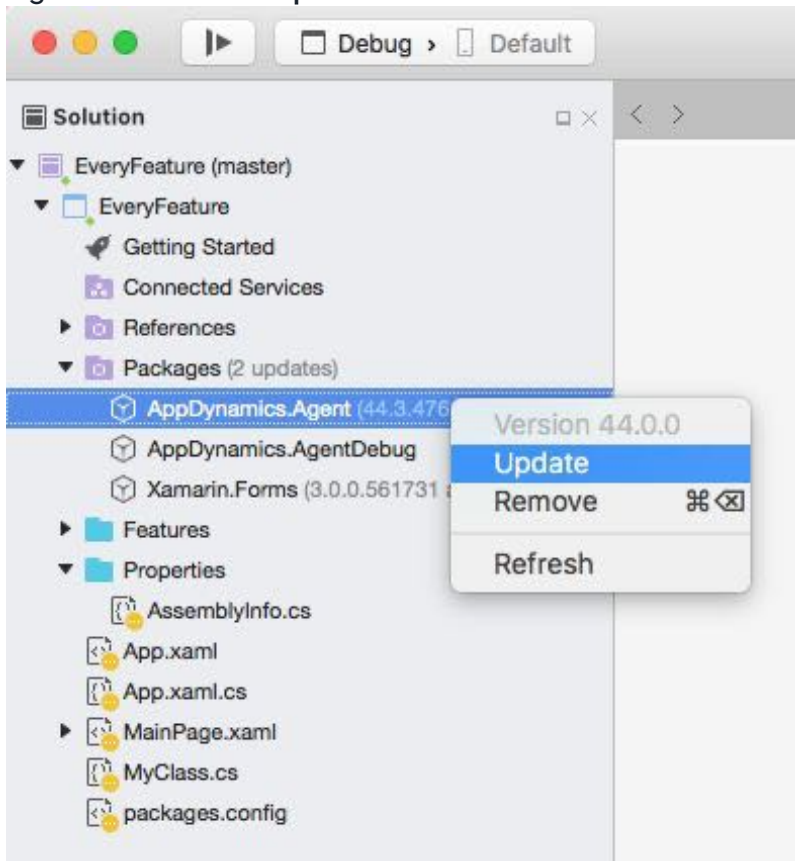 Debug › Default
Solution
EveryFeature (master)
EveryFeature
Getting Started
Connected Services
References
Packages (2 updates)
AppDynamics.Agent (44.3.476
AppDynamics.AgentDebug
Xamarin.Forms (3.0.0.561731
Features
Properties
AssemblyInfo.cs
App.xaml
App.xaml.cs
MainPage.xaml
MyClass.cs
packages.config
Version 44.0.0
Update
Remove ⌘⌫
Refresh